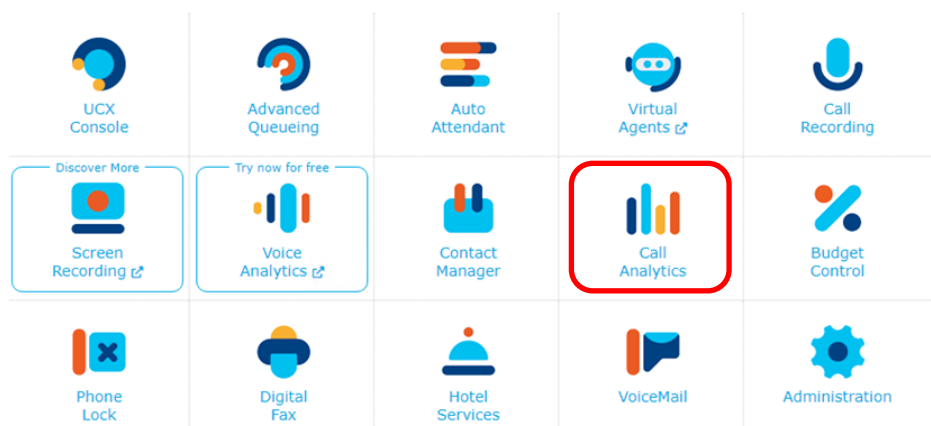 UCX
Console
Advanced
Queueing
Auto
Attendant
Virtual
Agents
Call
Recording
Discover More
Screen
Recording
Try now for free
Voice
Analytics
Contact
Manager
Call
Analytics
Budget
Control
Phone
Lock
Digital
Fax
Hotel
Services
VoiceMail
Administration